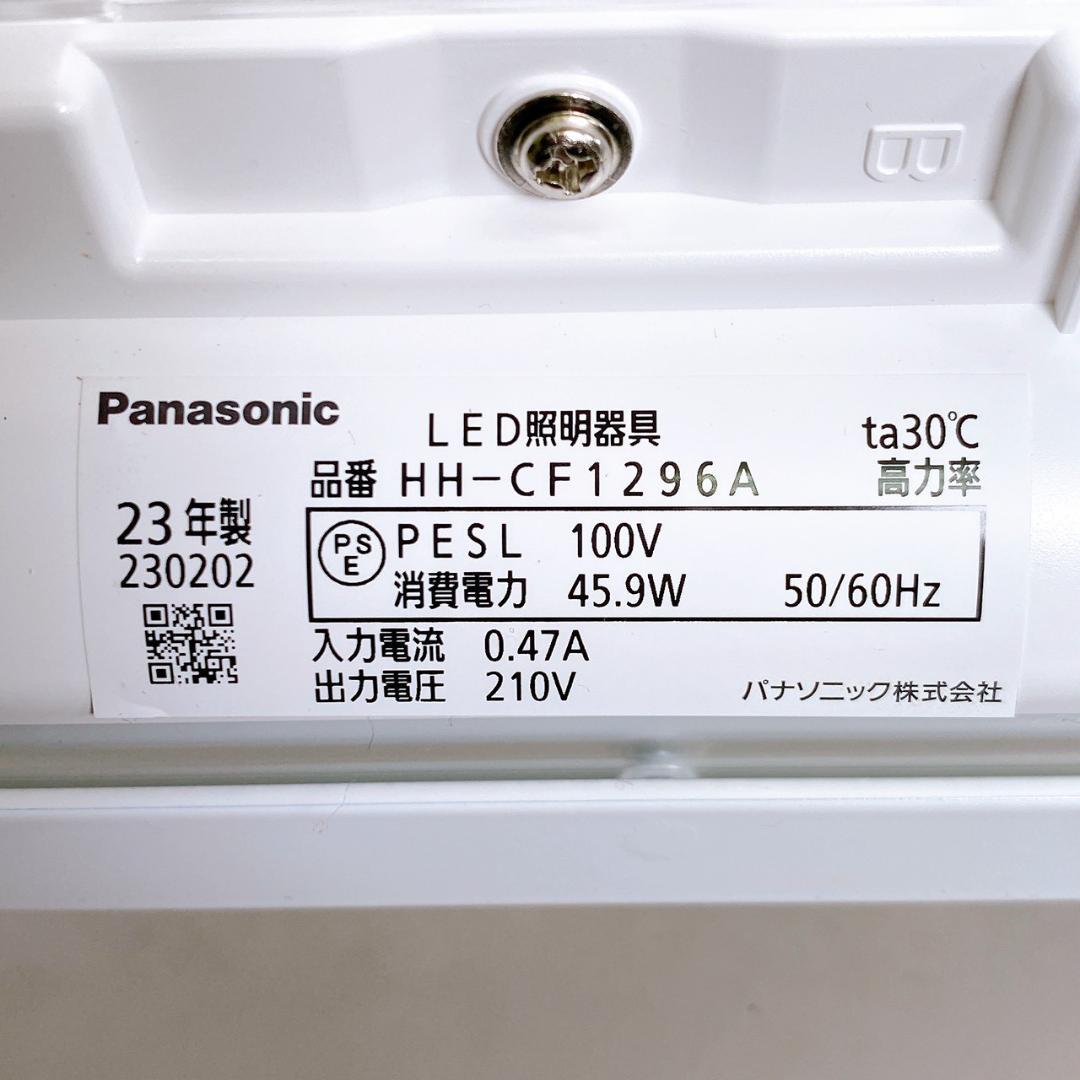 B
Panasonic
LED照明器具
ta30℃
品番 HH-CF1296A
高力率
23年製
230202
PSE PESL 100V
消費電力 45.9W 50/60Hz
入力電流 0.47A
出力電圧 210V
パナソニック株式会社